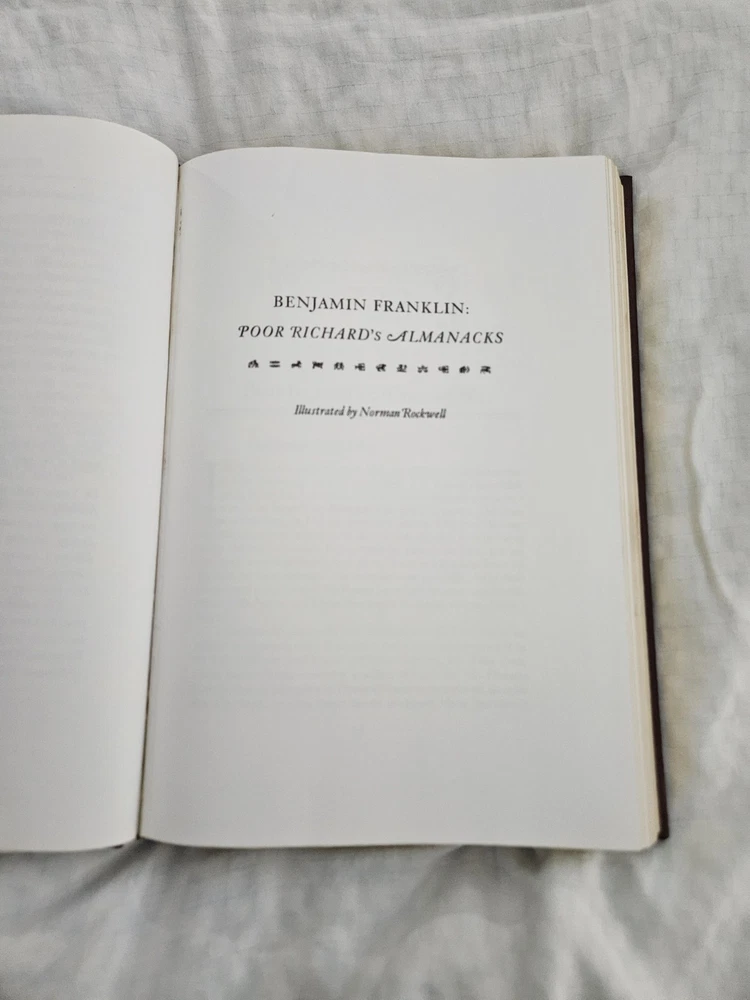 BENJAMIN FRANKLIN:
POOR RICHARD'S ALMANACKS
Illustrated by Norman Rockwell